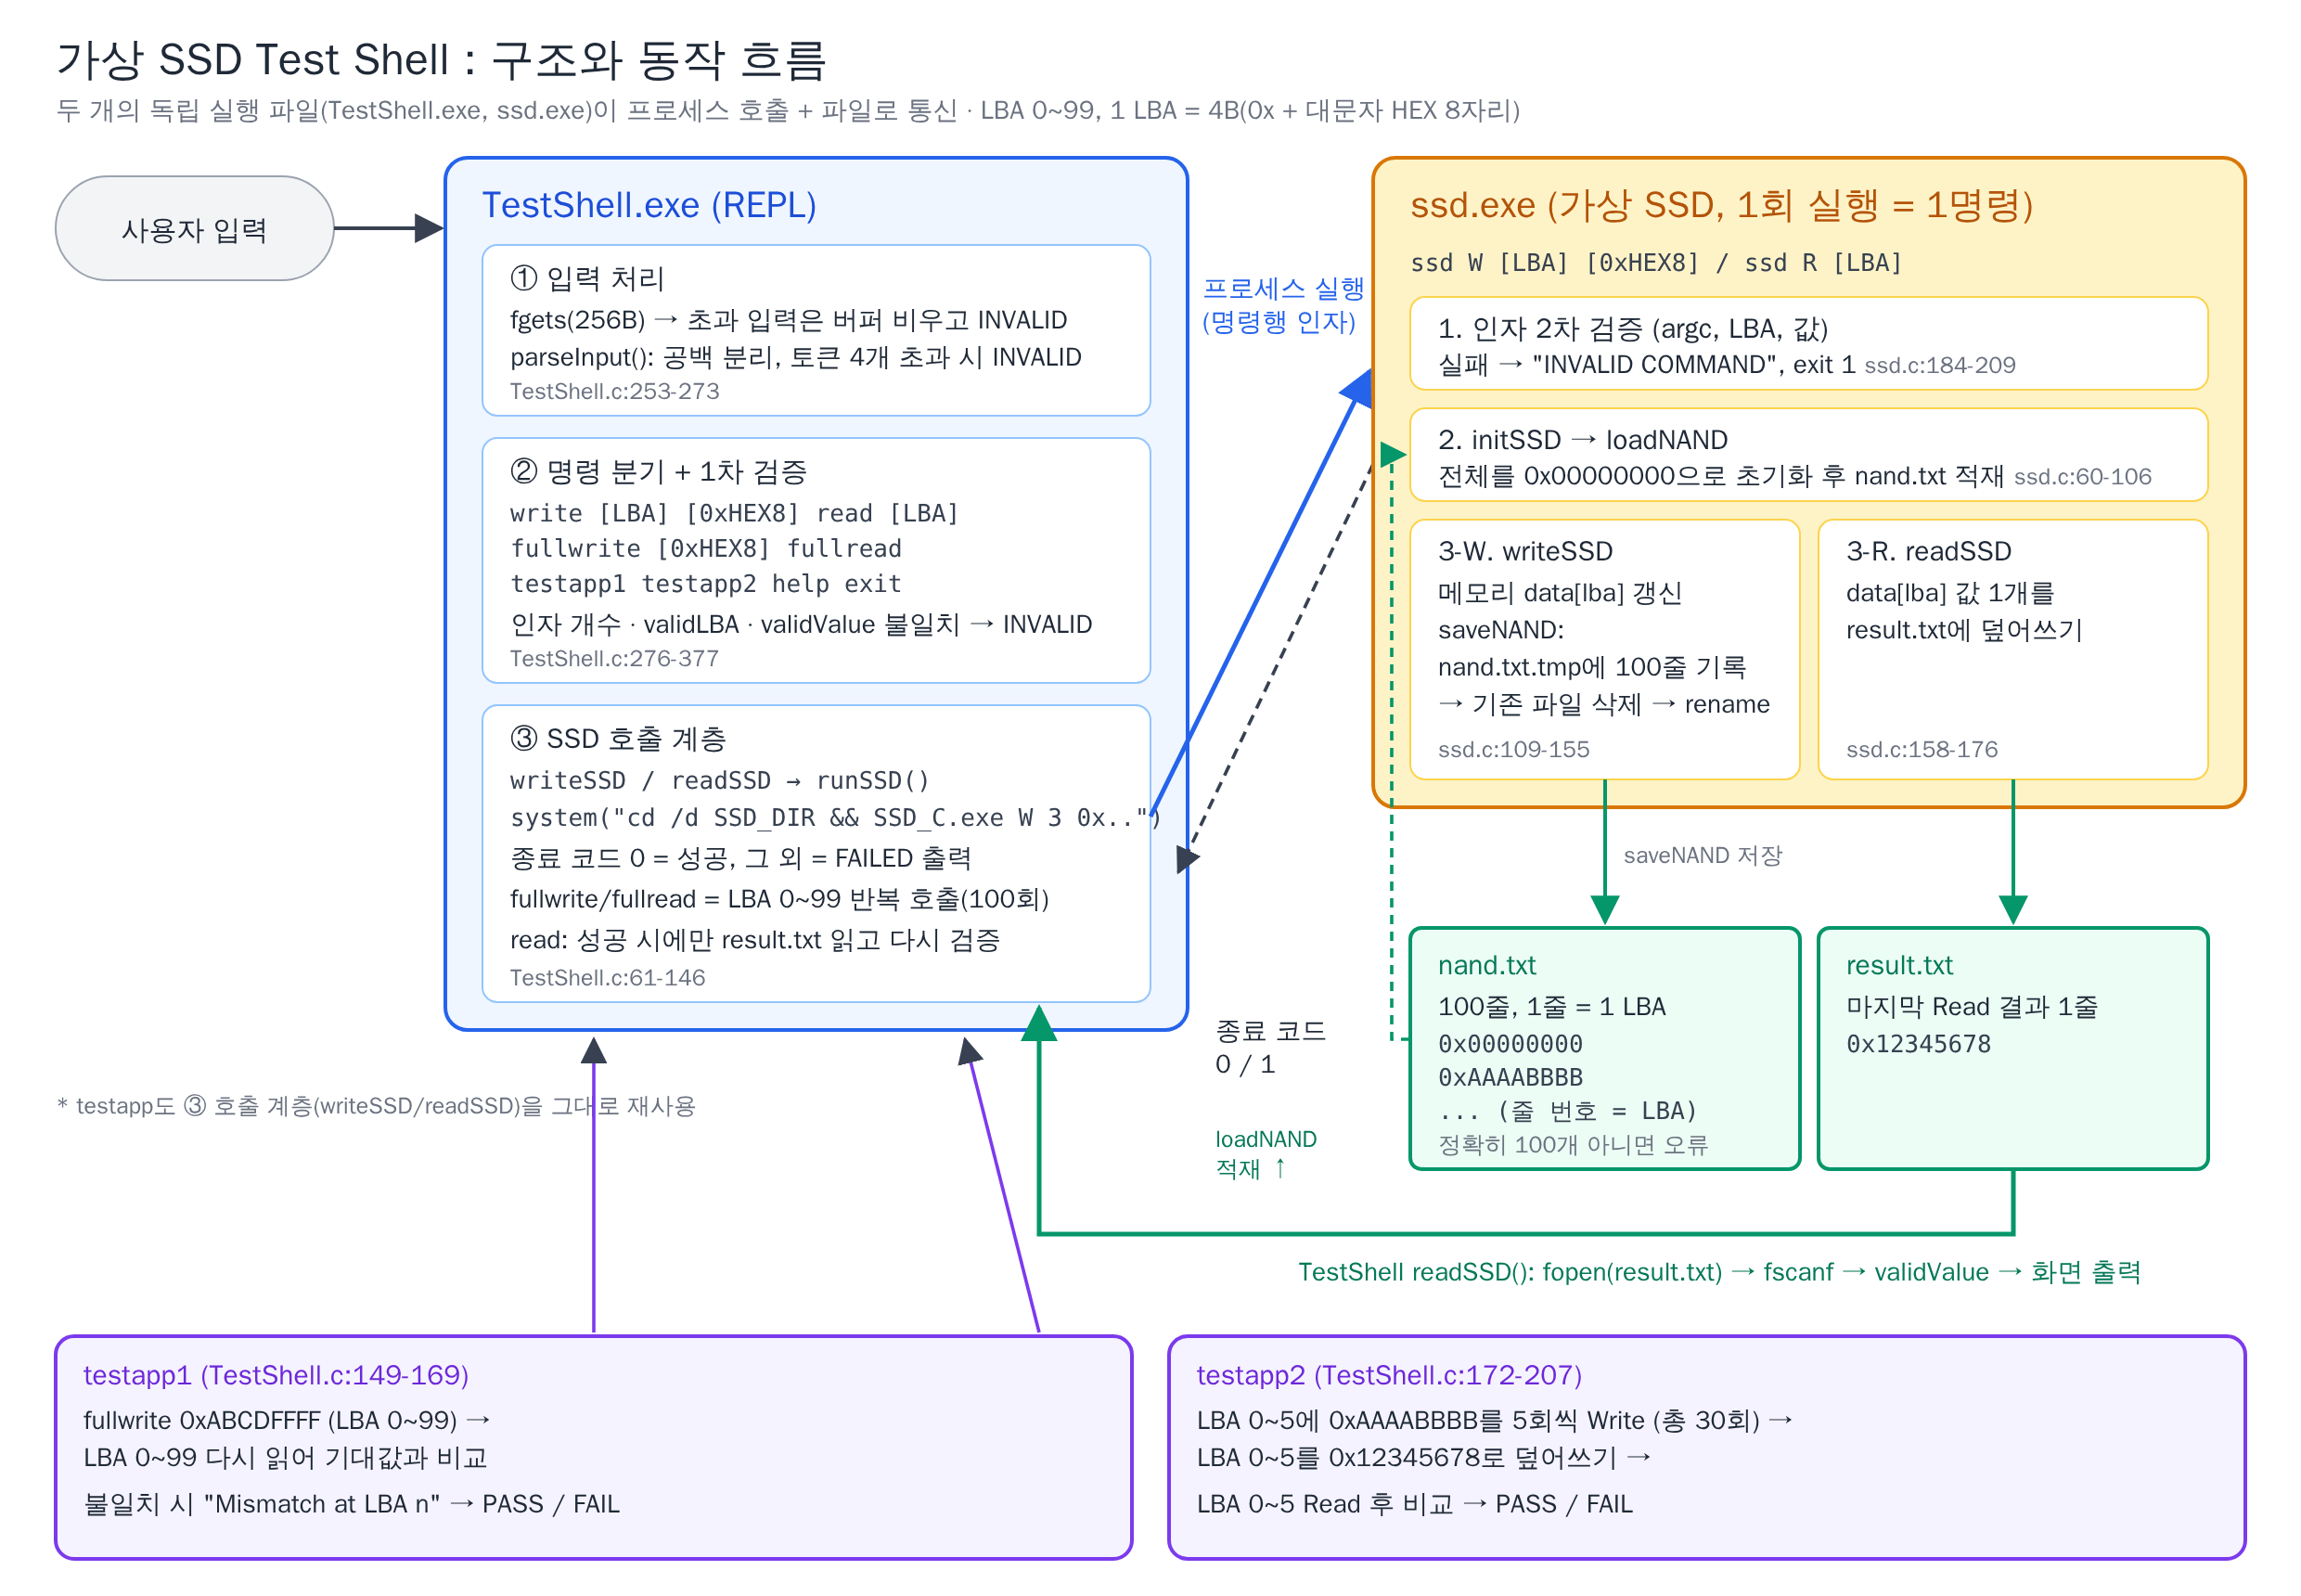 가상 SSD Test Shell : 구조와 동작 흐름
두 개의 독립 실행 파일(TestShell.exe, ssd.exe)이 프로세스 호출 + 파일로 통신 · LBA 0~99, 1 LBA = 4B(0x + 대문자 HEX 8자리)
사용자 입력
TestShell.exe (REPL)
① 입력 처리
fgets(256B) → 초과 입력은 버퍼 비우고 INVALID
parseInput(): 공백 분리, 토큰 4개 초과 시 INVALID
TestShell.c:253-273
② 명령 분기 + 1차 검증
write [LBA] [0xHEX8] read [LBA]
fullwrite [0xHEX8] fullread
testapp1 testapp2 help exit
인자 개수 · validLBA · validValue 불일치 → INVALID
TestShell.c:276-377
③ SSD 호출 계층
writeSSD / readSSD → runSSD()
system("cd /d SSD_DIR && SSD_C.exe W 3 0x..")
종료 코드 0 = 성공, 그 외 = FAILED 출력
fullwrite/fullread = LBA 0~99 반복 호출(100회)
read: 성공 시에만 result.txt 읽고 다시 검증
TestShell.c:61-146
프로세스 실행
(명령행 인자)
ssd.exe (가상 SSD, 1회 실행 = 1명령)
ssd W [LBA] [0xHEX8] / ssd R [LBA]
1. 인자 2차 검증 (argc, LBA, 값)
실패 → "INVALID COMMAND", exit 1 ssd.c:184-209
2. initSSD → loadNAND
전체를 0x00000000으로 초기화 후 nand.txt 적재 ssd.c:60-106
3-W. writeSSD
메모리 data[lba] 갱신
saveNAND:
nand.txt.tmp에 100줄 기록
→ 기존 파일 삭제 → rename
ssd.c:109-155
3-R. readSSD
data[lba] 값 1개를
result.txt에 덮어쓰기
ssd.c:158-176
saveNAND 저장
nand.txt
100줄, 1줄 = 1 LBA
0x00000000
0xAAAABBBB
... (줄 번호 = LBA)
정확히 100개 아니면 오류
result.txt
마지막 Read 결과 1줄
0x12345678
종료 코드
0 / 1
loadNAND
적재 ↑
* testapp도 ③ 호출 계층(writeSSD/readSSD)을 그대로 재사용
TestShell readSSD(): fopen(result.txt) → fscanf → validValue → 화면 출력
testapp1 (TestShell.c:149-169)
fullwrite 0xABCDFFFF (LBA 0~99) →
LBA 0~99 다시 읽어 기대값과 비교
불일치 시 "Mismatch at LBA n" → PASS / FAIL
testapp2 (TestShell.c:172-207)
LBA 0~5에 0xAAAABBBB를 5회씩 Write (총 30회) →
LBA 0~5를 0x12345678로 덮어쓰기 →
LBA 0~5 Read 후 비교 → PASS / FAIL